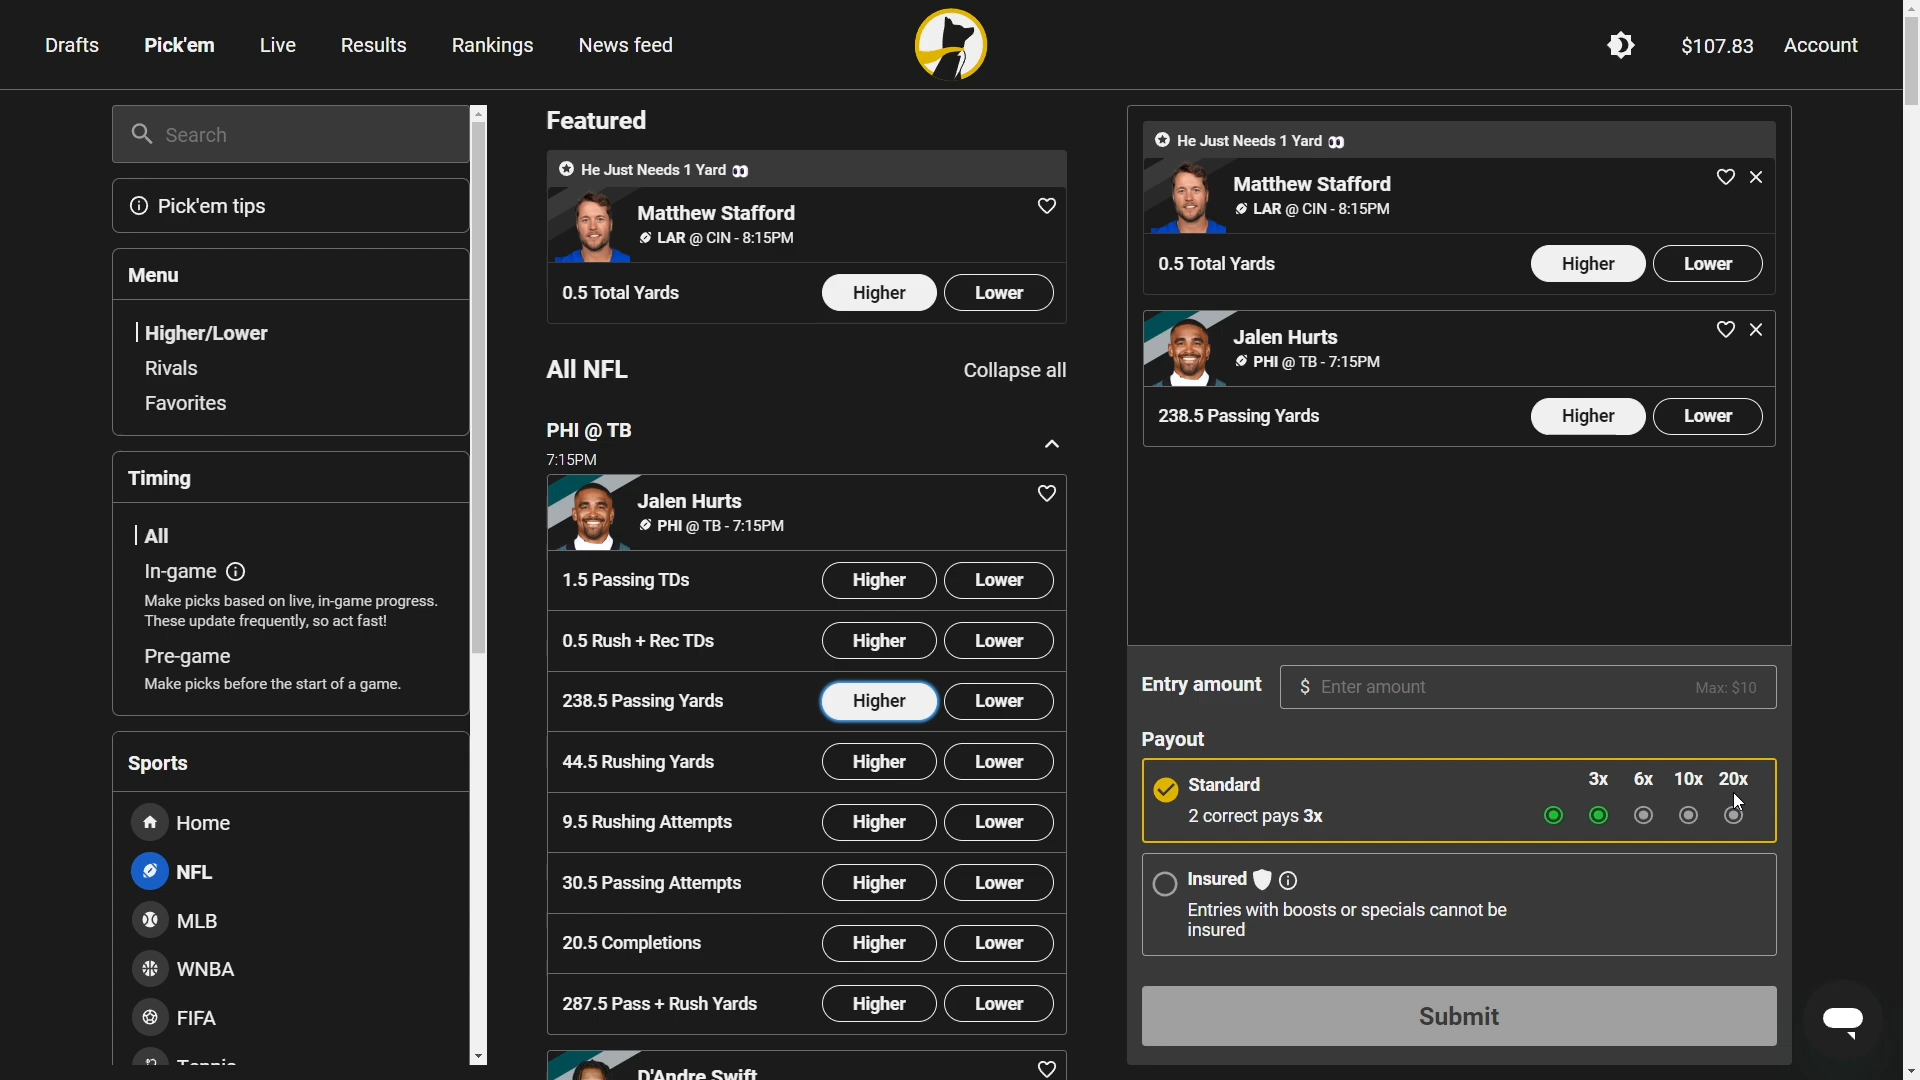 Drafts Pick'em Live Results Rankings News feed $107.83 Account
Search
Pick'em tips
Menu
Higher/Lower
Rivals
Favorites
Timing
All
In-game
Make picks based on live, in-game progress.
These update frequently, so act fast!
Pre-game
Make picks before the start of a game.
Sports
Home
NFL
MLB
WNBA
FIFA
Tennis
Featured
He Just Needs 1 Yard 👀
Matthew Stafford
LAR @ CIN - 8:15PM
0.5 Total Yards Higher Lower
All NFL Collapse all
PHI @ TB
7:15PM
Jalen Hurts
PHI @ TB - 7:15PM
1.5 Passing TDs Higher Lower
0.5 Rush + Rec TDs Higher Lower
238.5 Passing Yards Higher Lower
44.5 Rushing Yards Higher Lower
9.5 Rushing Attempts Higher Lower
30.5 Passing Attempts Higher Lower
20.5 Completions Higher Lower
287.5 Pass + Rush Yards Higher Lower
D'Andre Swift
He Just Needs 1 Yard 👀
Matthew Stafford
LAR @ CIN - 8:15PM
0.5 Total Yards Higher Lower
Jalen Hurts
PHI @ TB - 7:15PM
238.5 Passing Yards Higher Lower
Entry amount $ Enter amount Max: $10
Payout
Standard 3x 6x 10x 20x
2 correct pays 3x
Insured
Entries with boosts or specials cannot be
insured
Submit